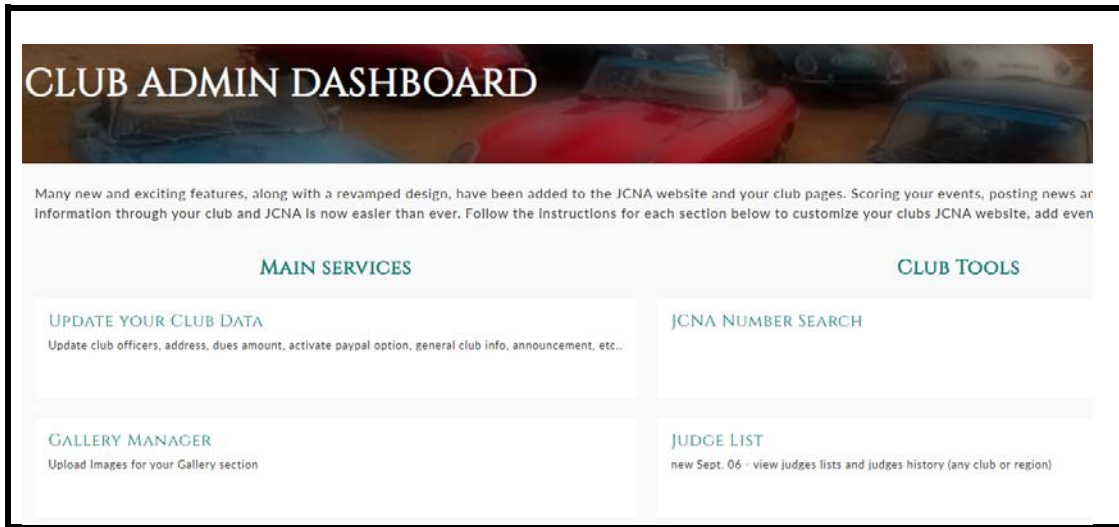 CLUB ADMIN DASHBOARD
Many new and exciting features, along with a revamped design, have been added to the JCNA website and your club pages. Scoring your events, posting news an
information through your club and JCNA is now easier than ever. Follow the instructions for each section below to customize your clubs JCNA website, add even
MAIN SERVICES
CLUB TOOLS
UPDATE YOUR CLUB DATA
Update club officers, address, dues amount, activate paypal option, general club info, announcement, etc..
JCNA NUMBER SEARCH
GALLERY MANAGER
Upload Images for your Gallery section
JUDGE LIST
new Sept. 06 - view judges lists and judges history (any club or region)